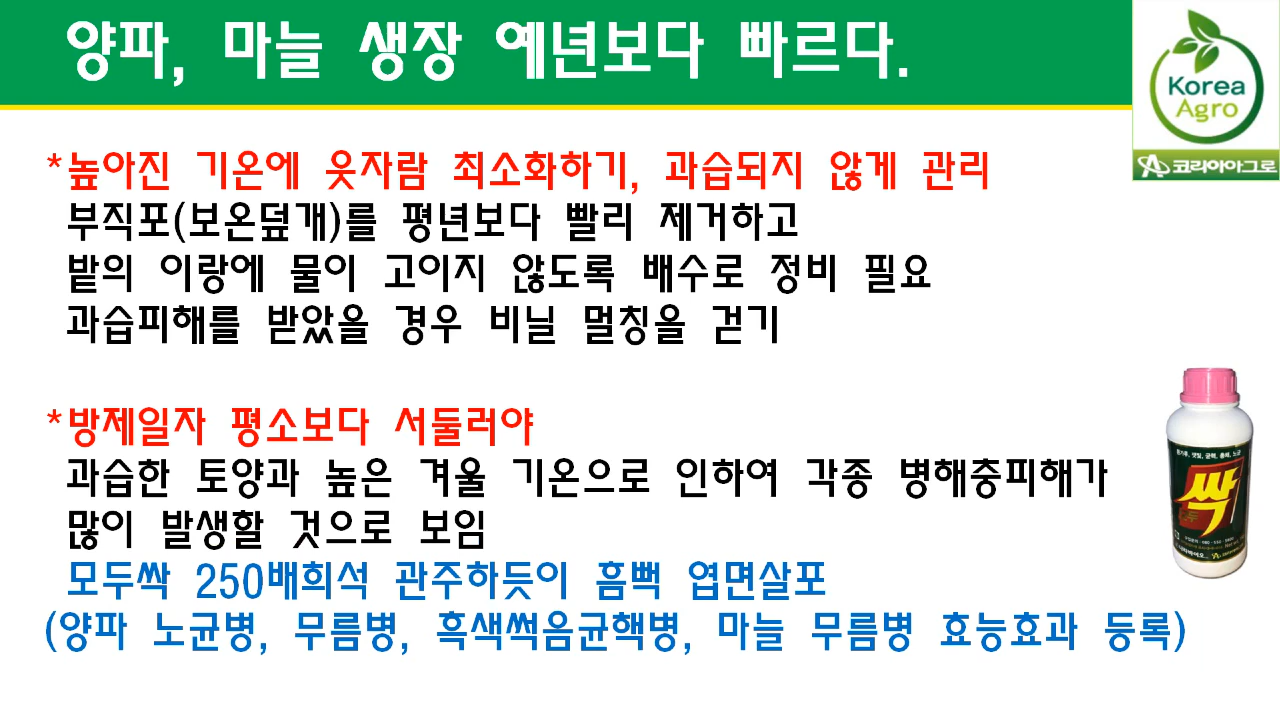 양파, 마늘 생장 예년보다 빠르다.
Korea
Agro
코리아아그로
*높아진 기온에 웃자람 최소화하기, 과습되지 않게 관리
부직포(보온덮개)를 평년보다 빨리 제거하고
밭의 이랑에 물이 고이지 않도록 배수로 정비 필요
과습피해를 받았을 경우 비닐 멀칭을 걷기
*방제일자 평소보다 서둘러야
과습한 토양과 높은 겨울 기온으로 인하여 각종 병해충피해가
많이 발생할 것으로 보임
모두싹 250배희석 관주하듯이 흠뻑 엽면살포
(양파 노균병, 무름병, 흑색썩음균핵병, 마늘 무름병 효능효과 등록)
싹